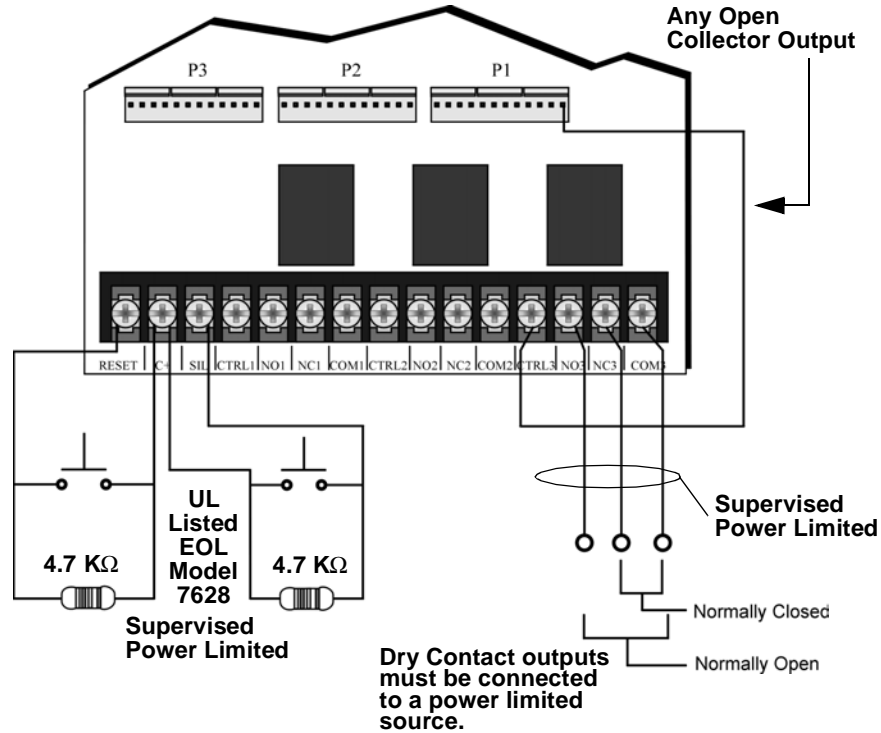 Any Open
Collector Output
P3 P2 P1
RESET C+ SIL CTRL1 NO1 NC1 COM1 CTRL2 NO2 NC2 COM2 CTRL3 NO3 NC3 COM3
UL
Listed
EOL
Model
7628
4.7 KΩ
4.7 KΩ
Supervised
Power Limited
Supervised
Power Limited
Normally Closed
Normally Open
Dry Contact outputs
must be connected
to a power limited
source.